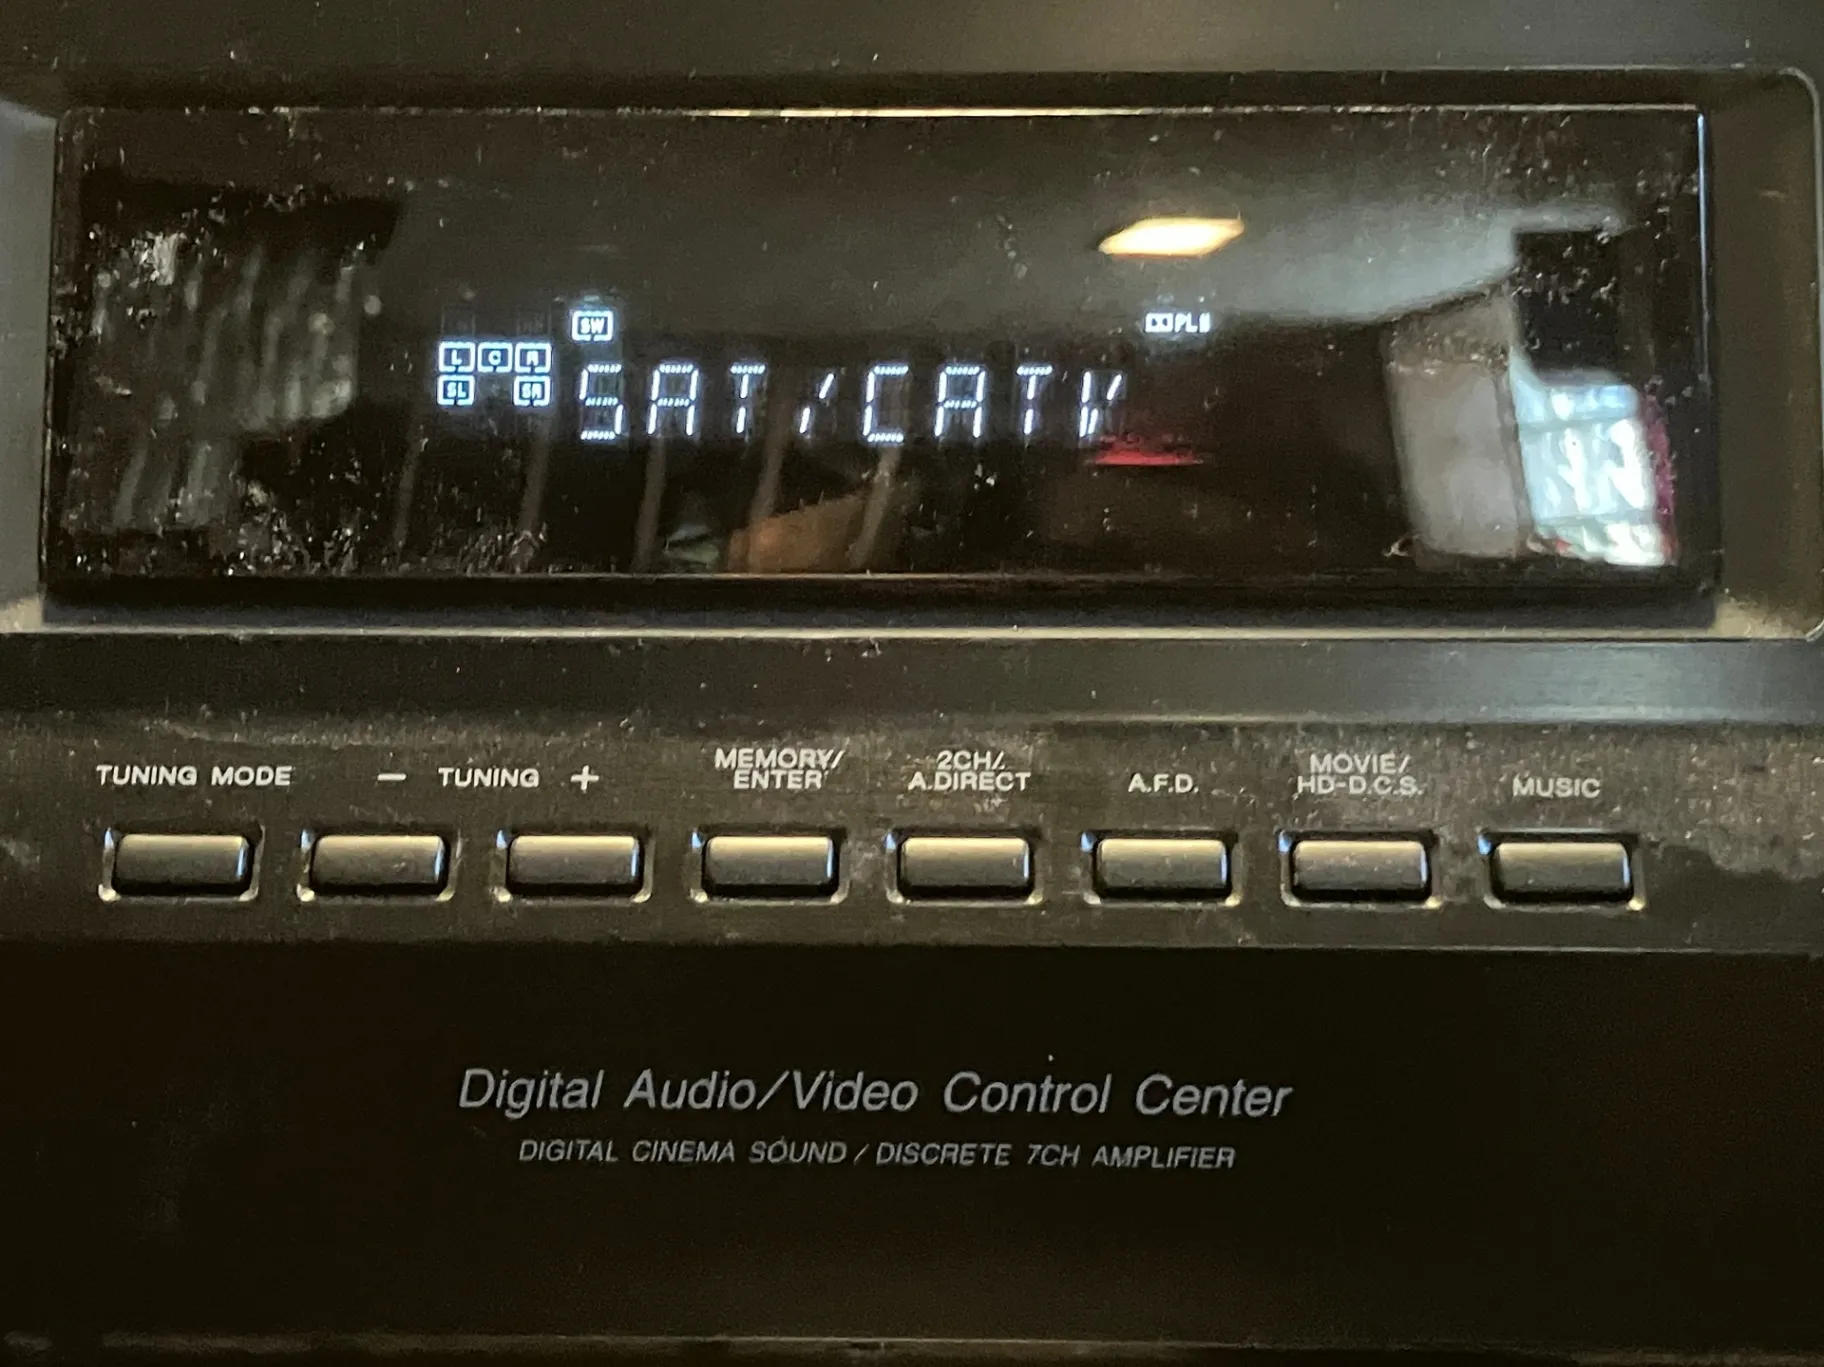 SW
L C R
SL SR
SAT/CATV
PL II
TUNING MODE
− TUNING +
MEMORY/
ENTER
2CH/
A.DIRECT
A.F.D.
MOVIE/
HD-D.C.S.
MUSIC
Digital Audio/Video Control Center
DIGITAL CINEMA SOUND / DISCRETE 7CH AMPLIFIER